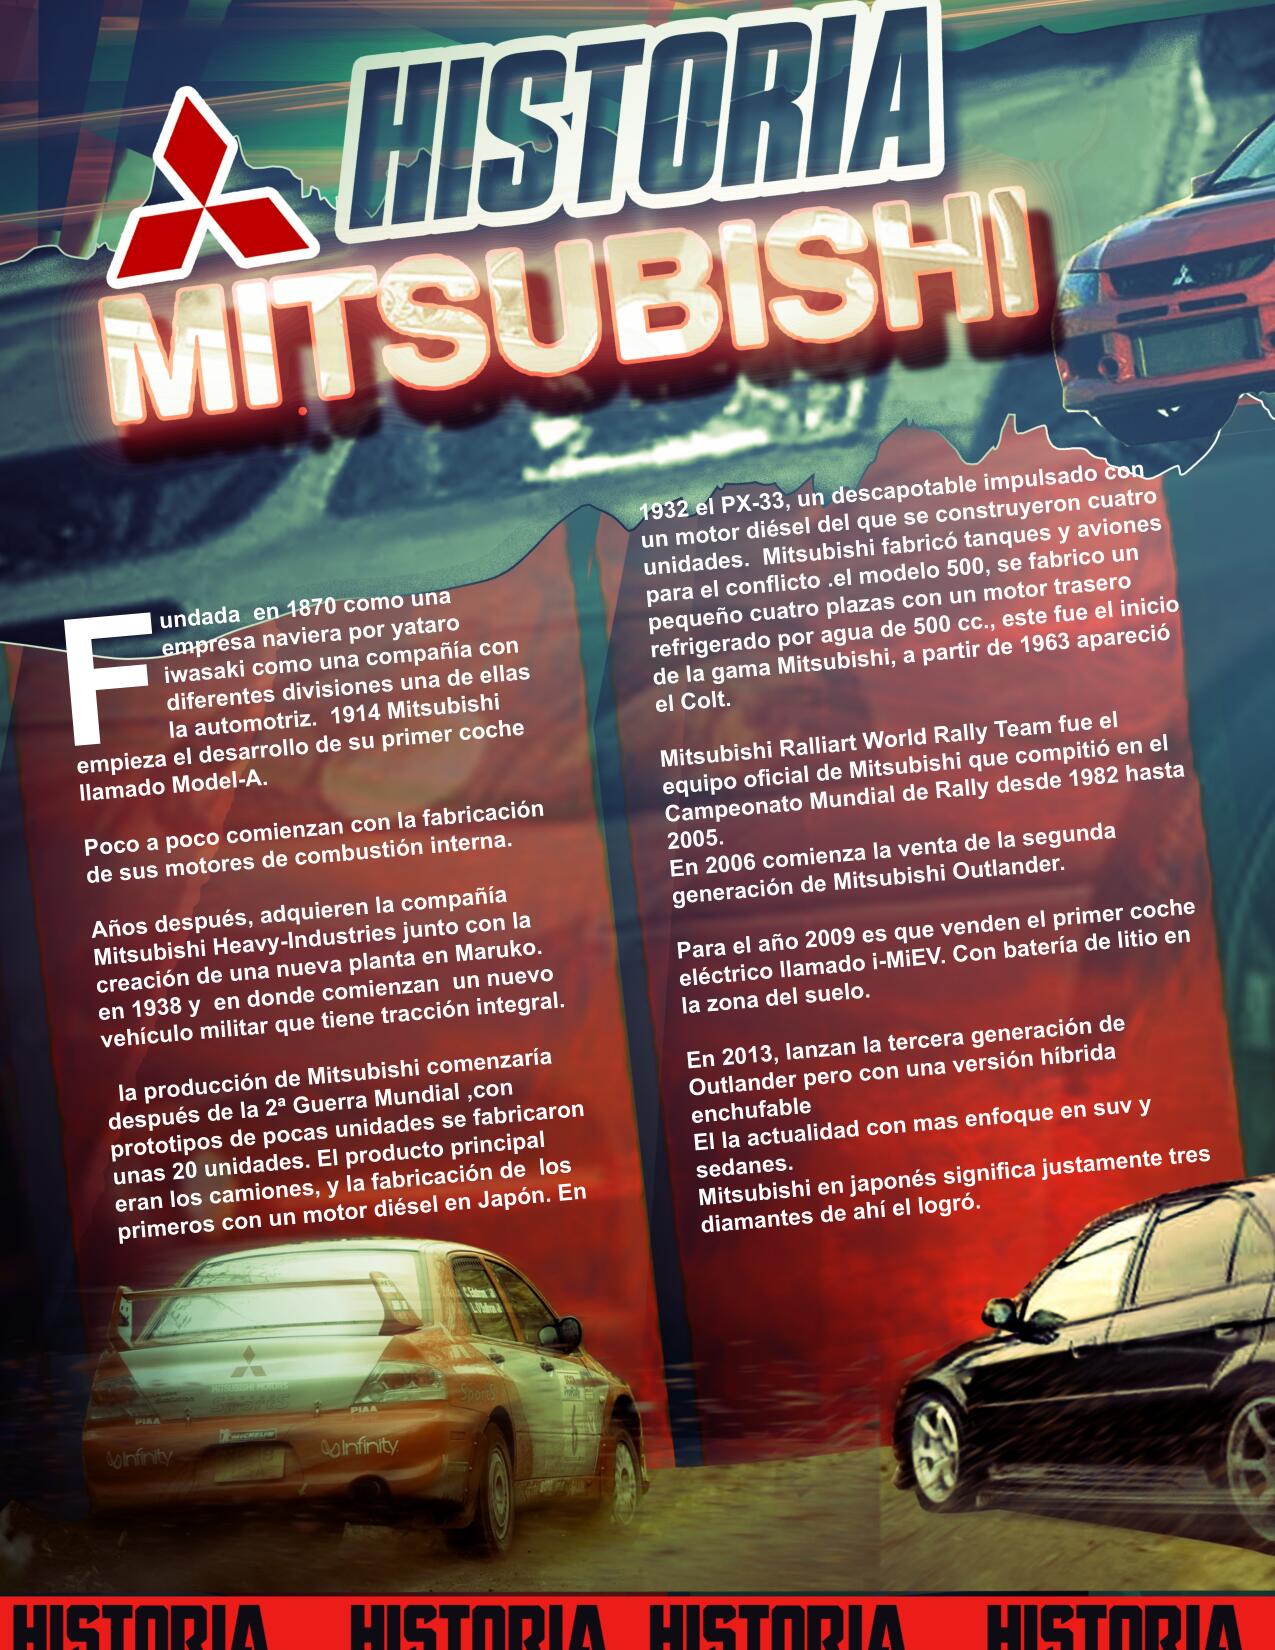 HISTORIA
MITSUBISHI
Fundada  en 1870 como una
empresa naviera por yataro
iwasaki como una compañía con
diferentes divisiones una de ellas
la automotriz.  1914 Mitsubishi
empieza el desarrollo de su primer coche
llamado Model-A.
Poco a poco comienzan con la fabricación
de sus motores de combustión interna.
Años después, adquieren la compañía
Mitsubishi Heavy-Industries junto con la
creación de una nueva planta en Maruko.
en 1938 y  en donde comienzan  un nuevo
vehículo militar que tiene tracción integral.
la producción de Mitsubishi comenzaría
después de la 2ª Guerra Mundial ,con
prototipos de pocas unidades se fabricaron
unas 20 unidades. El producto principal
eran los camiones, y la fabricación de  los
primeros con un motor diésel en Japón. En
1932 el PX-33, un descapotable impulsado con
un motor diésel del que se construyeron cuatro
unidades.  Mitsubishi fabricó tanques y aviones
para el conflicto .el modelo 500, se fabrico un
pequeño cuatro plazas con un motor trasero
refrigerado por agua de 500 cc., este fue el inicio
de la gama Mitsubishi, a partir de 1963 apareció
el Colt.
Mitsubishi Ralliart World Rally Team fue el
equipo oficial de Mitsubishi que compitió en el
Campeonato Mundial de Rally desde 1982 hasta
2005.
En 2006 comienza la venta de la segunda
generación de Mitsubishi Outlander.
Para el año 2009 es que venden el primer coche
eléctrico llamado i-MiEV. Con batería de litio en
la zona del suelo.
En 2013, lanzan la tercera generación de
Outlander pero con una versión híbrida
enchufable
El la actualidad con mas enfoque en suv y
sedanes.
Mitsubishi en japonés significa justamente tres
diamantes de ahí el logró.
MITSUBISHI MOTORS
Sports
PIAA
PIAA
MICHELIN
Infinity
Infinity
Sports
HISTORIA HISTORIA HISTORIA HISTORIA